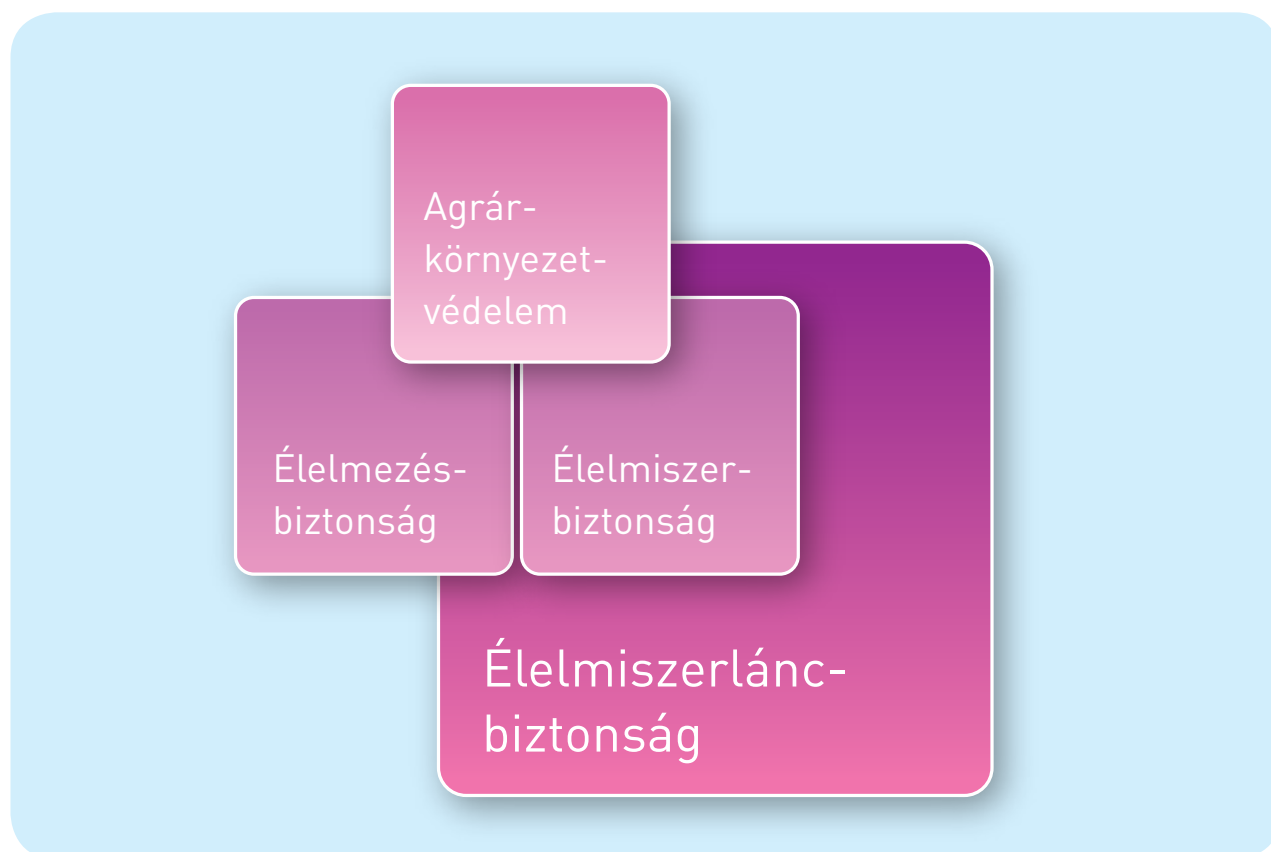 Agrár-
környezet-
védelem
Élelmezés-
biztonság
Élelmiszer-
biztonság
Élelmiszerlánc-
biztonság